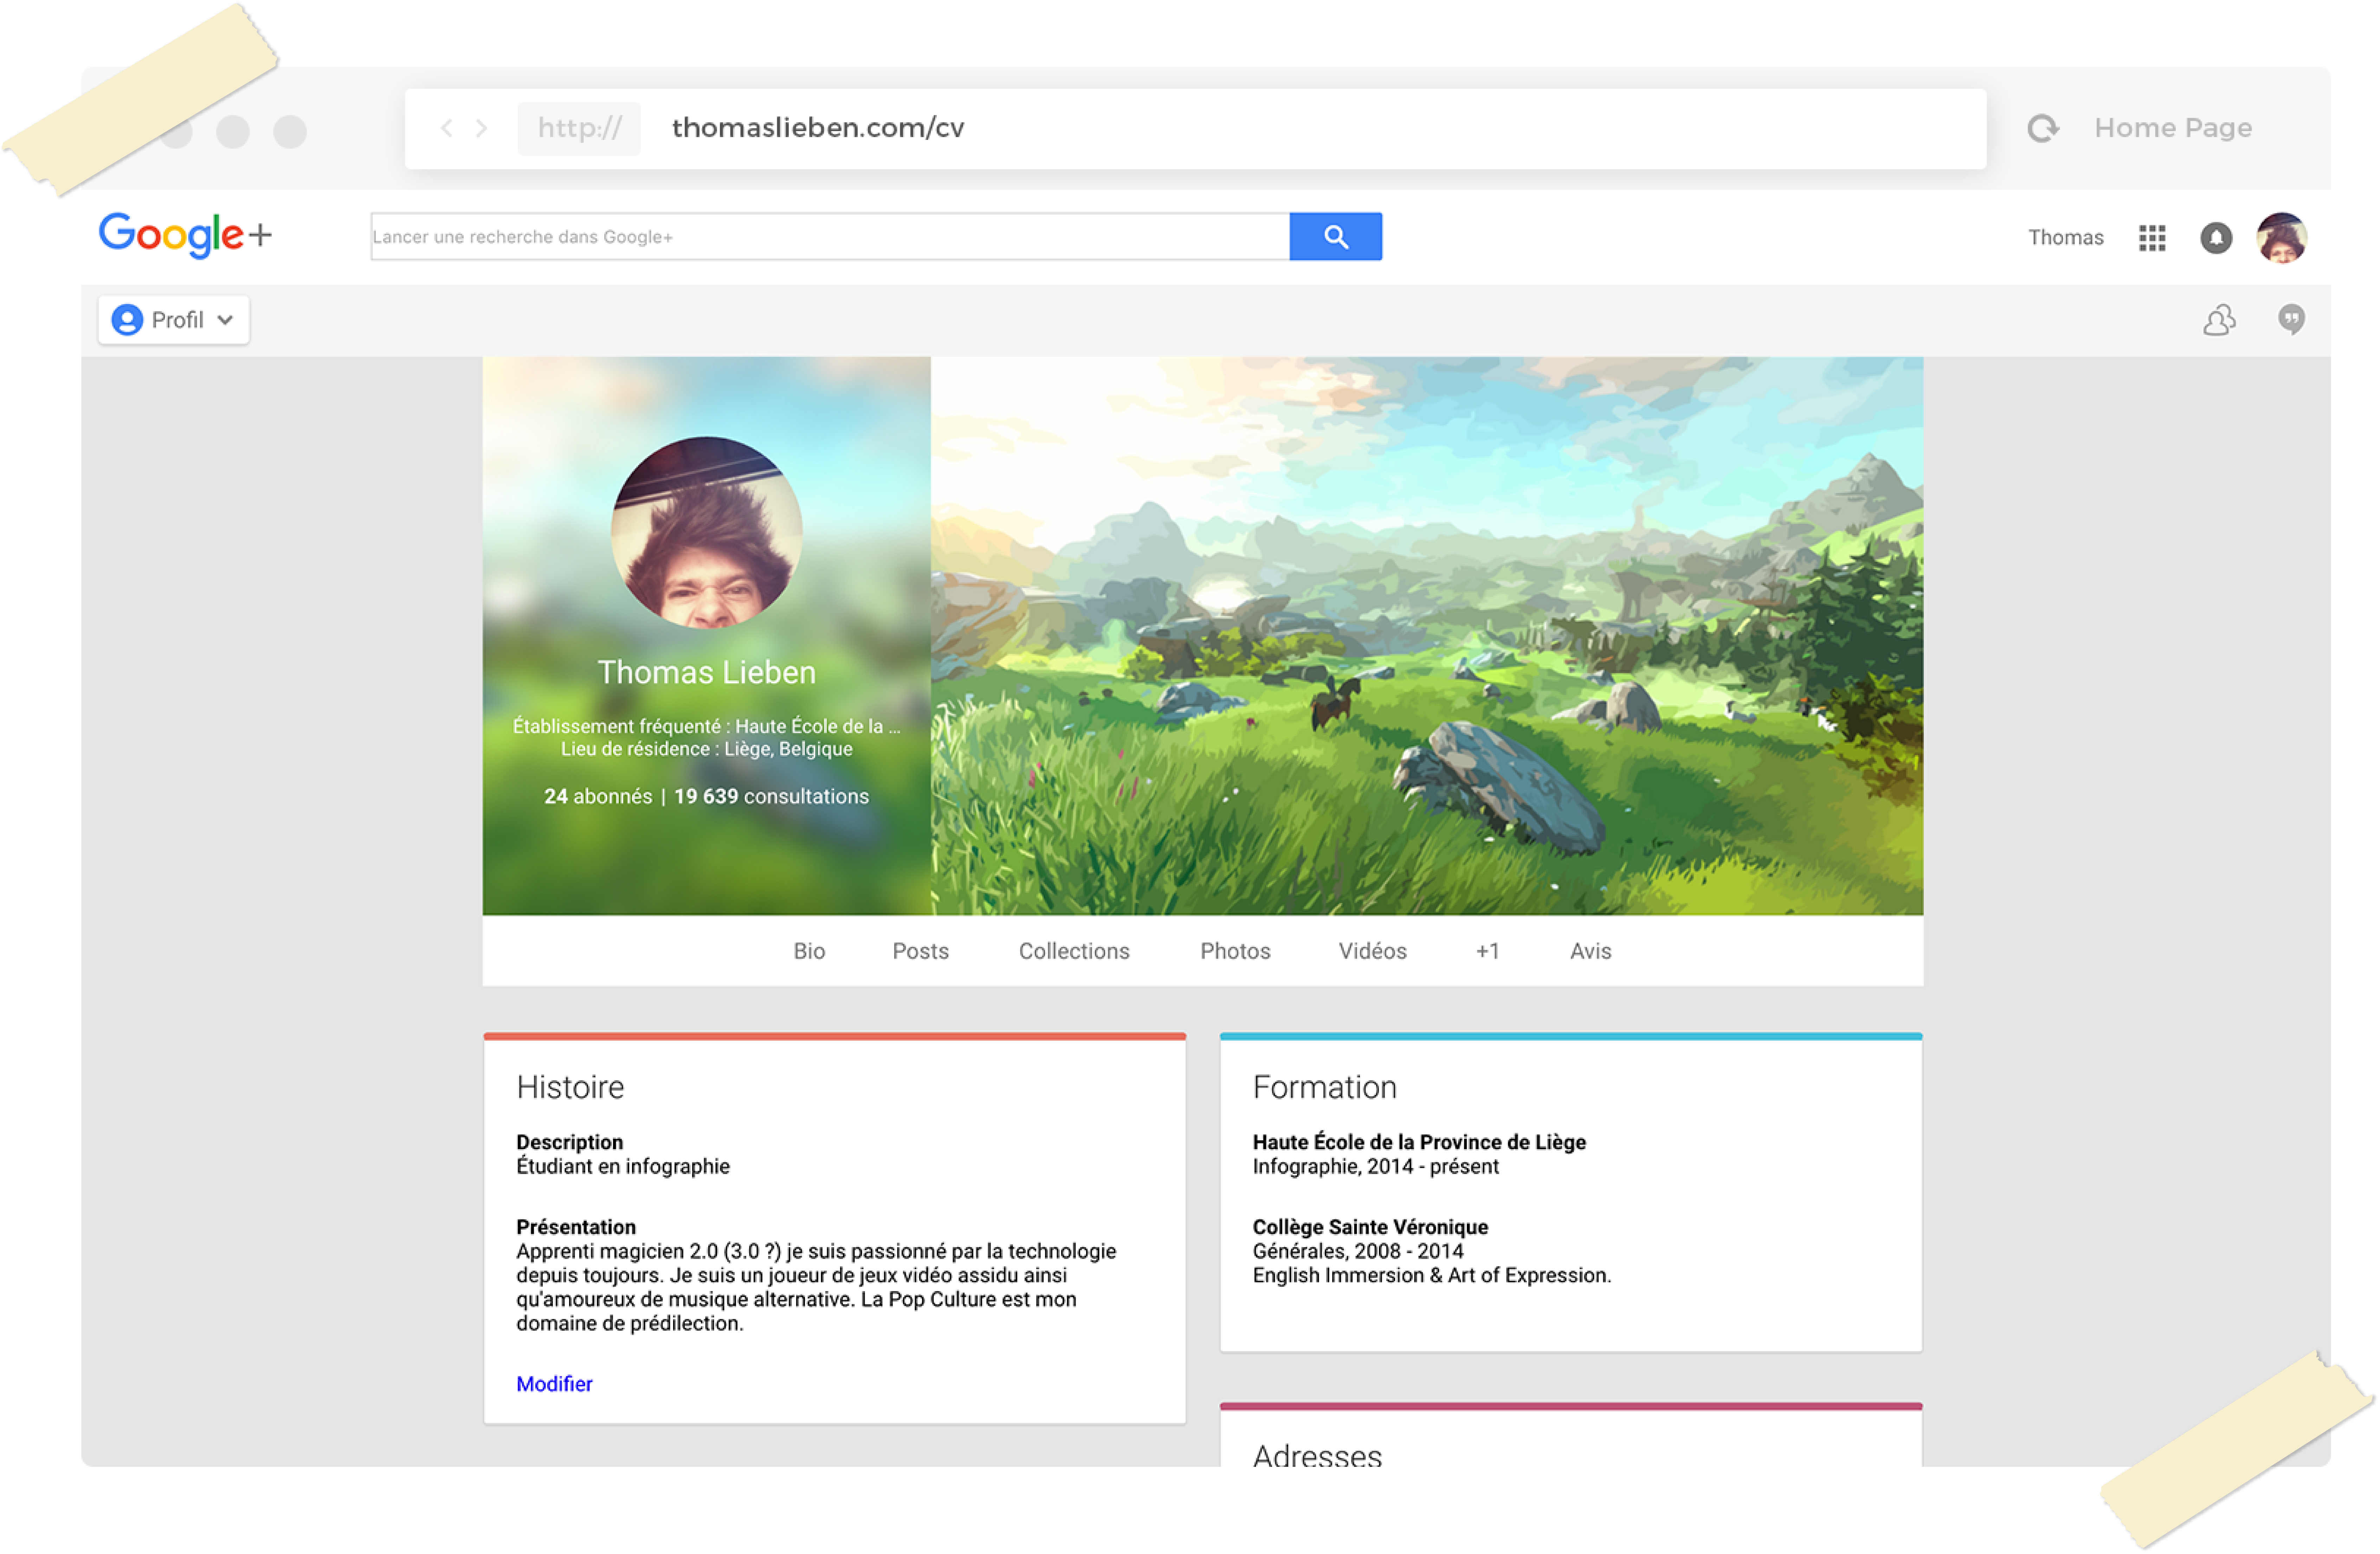 http://
thomaslieben.com/cv
Home Page
Google+
Lancer une recherche dans Google+
Thomas
Profil
Thomas Lieben
Établissement fréquenté : Haute École de la ...
Lieu de résidence : Liège, Belgique
24 abonnés | 19 639 consultations
Bio
Posts
Collections
Photos
Vidéos
+1
Avis
Histoire
Description
Étudiant en infographie
Présentation
Apprenti magicien 2.0 (3.0 ?) je suis passionné par la technologie
depuis toujours. Je suis un joueur de jeux vidéo assidu ainsi
qu'amoureux de musique alternative. La Pop Culture est mon
domaine de prédilection.
Modifier
Formation
Haute École de la Province de Liège
Infographie, 2014 - présent
Collège Sainte Véronique
Générales, 2008 - 2014
English Immersion & Art of Expression.
Adresses